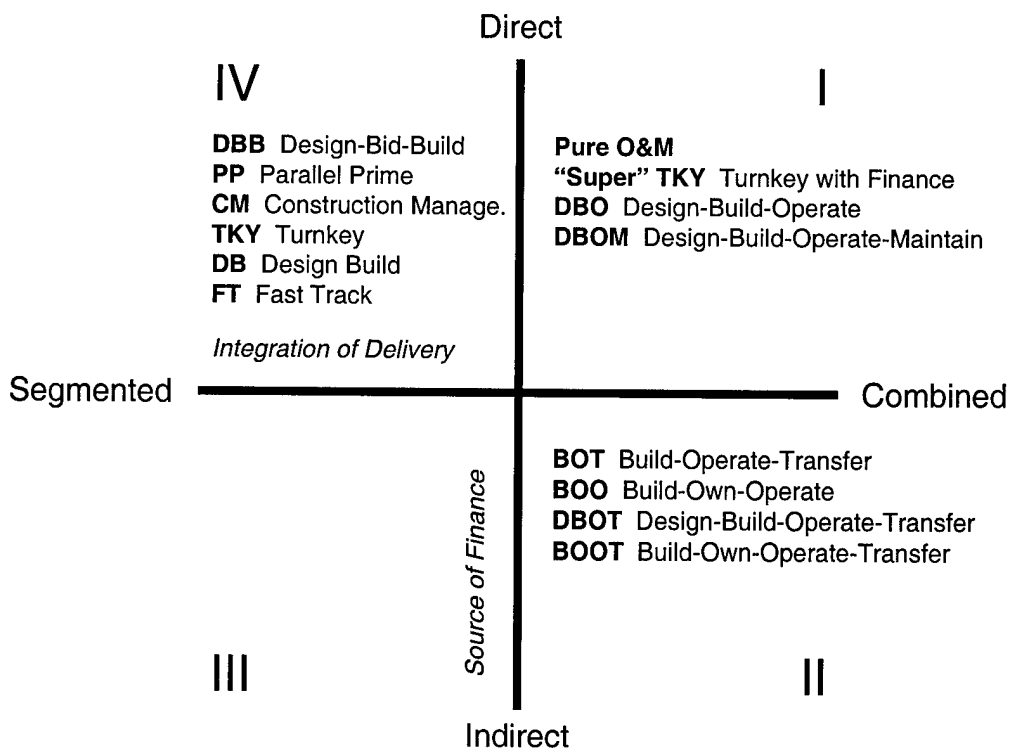 Direct
IV
I
DBB Design-Bid-Build
PP Parallel Prime
CM Construction Manage.
TKY Turnkey
DB Design Build
FT Fast Track
Pure O&M
“Super” TKY Turnkey with Finance
DBO Design-Build-Operate
DBOM Design-Build-Operate-Maintain
Integration of Delivery
Segmented
Combined
Source of Finance
BOT Build-Operate-Transfer
BOO Build-Own-Operate
DBOT Design-Build-Operate-Transfer
BOOT Build-Own-Operate-Transfer
III
II
Indirect